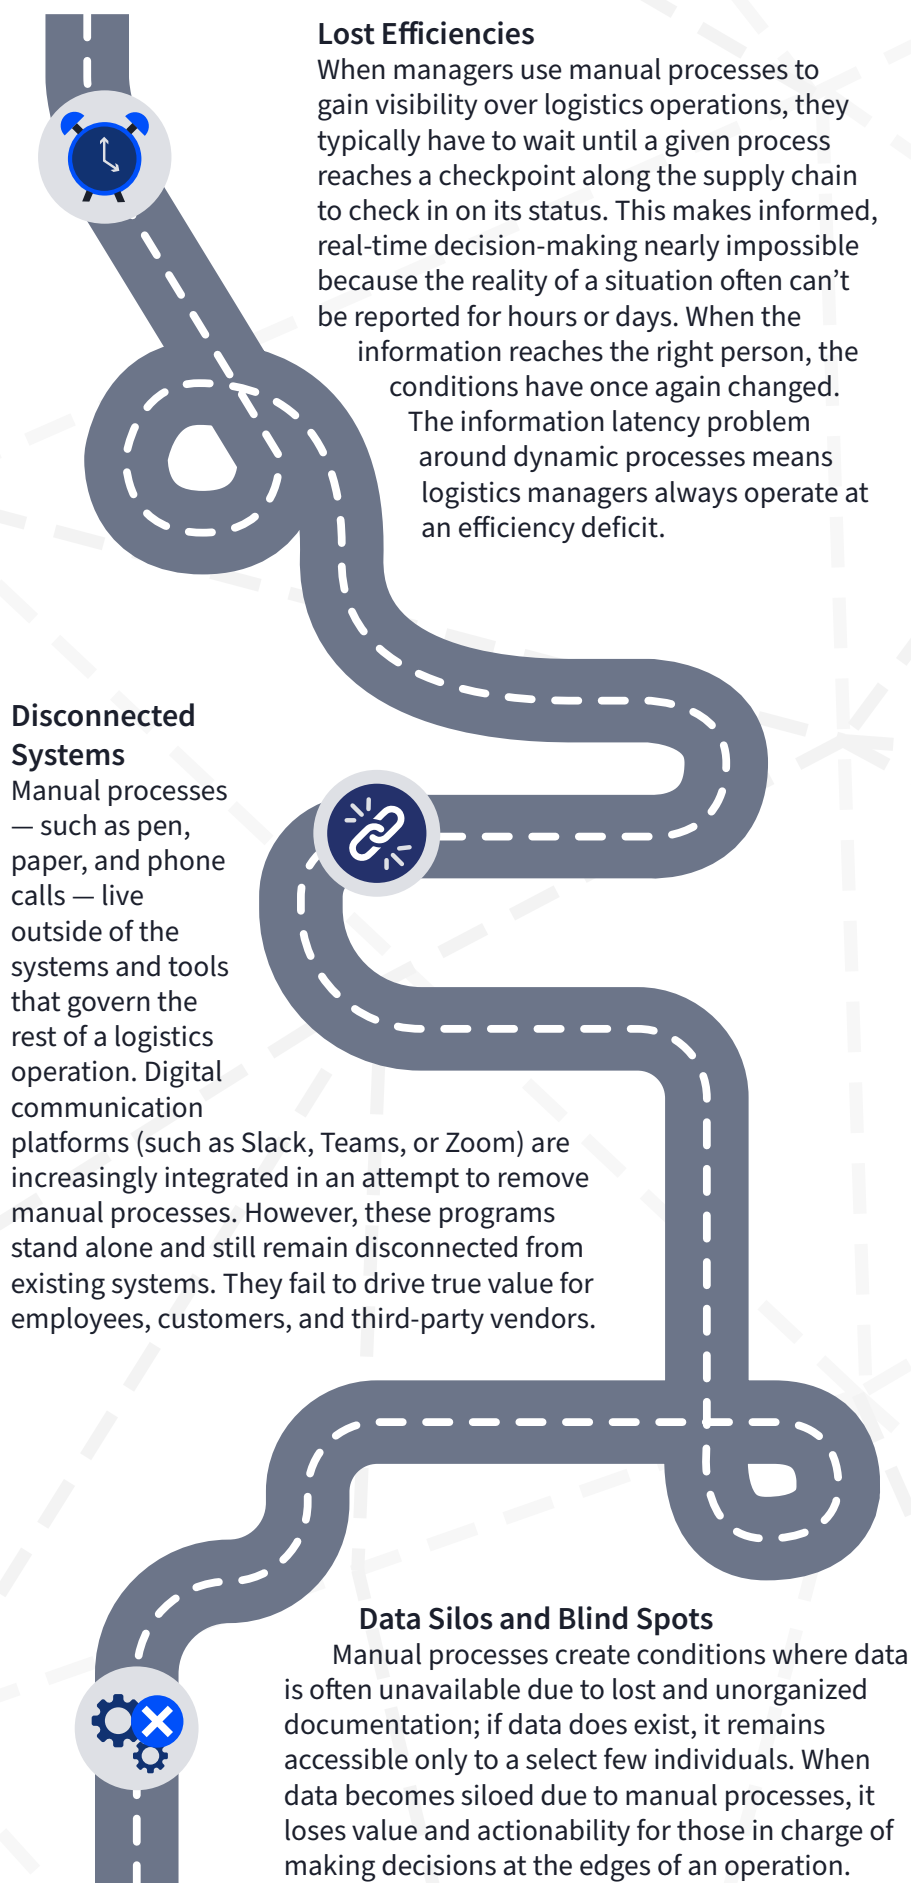 Lost Efficiencies
When managers use manual processes to
gain visibility over logistics operations, they
typically have to wait until a given process
reaches a checkpoint along the supply chain
to check in on its status. This makes informed,
real-time decision-making nearly impossible
because the reality of a situation often can’t
be reported for hours or days. When the
information reaches the right person, the
conditions have once again changed.
The information latency problem
around dynamic processes means
logistics managers always operate at
an efficiency deficit.
Disconnected
Systems
Manual processes
— such as pen,
paper, and phone
calls — live
outside of the
systems and tools
that govern the
rest of a logistics
operation. Digital
communication
platforms (such as Slack, Teams, or Zoom) are
increasingly integrated in an attempt to remove
manual processes. However, these programs
stand alone and still remain disconnected from
existing systems. They fail to drive true value for
employees, customers, and third-party vendors.
Data Silos and Blind Spots
Manual processes create conditions where data
is often unavailable due to lost and unorganized
documentation; if data does exist, it remains
accessible only to a select few individuals. When
data becomes siloed due to manual processes, it
loses value and actionability for those in charge of
making decisions at the edges of an operation.